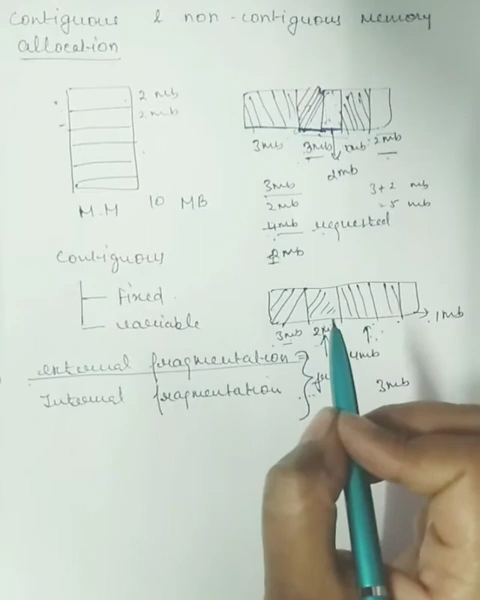 Contiguous & non-contiguous Memory
allocation
2 mb
2 mb
M.M 10 MB
3mb 3mb 2mb
2mb
3mb
2mb
4mb requested
2mb
3+2 mb
=5 mb
Contiguous
Fixed
variable
3mb 2m
4mb
1mb
3mb
external fragmentation =
Internal fragmentation